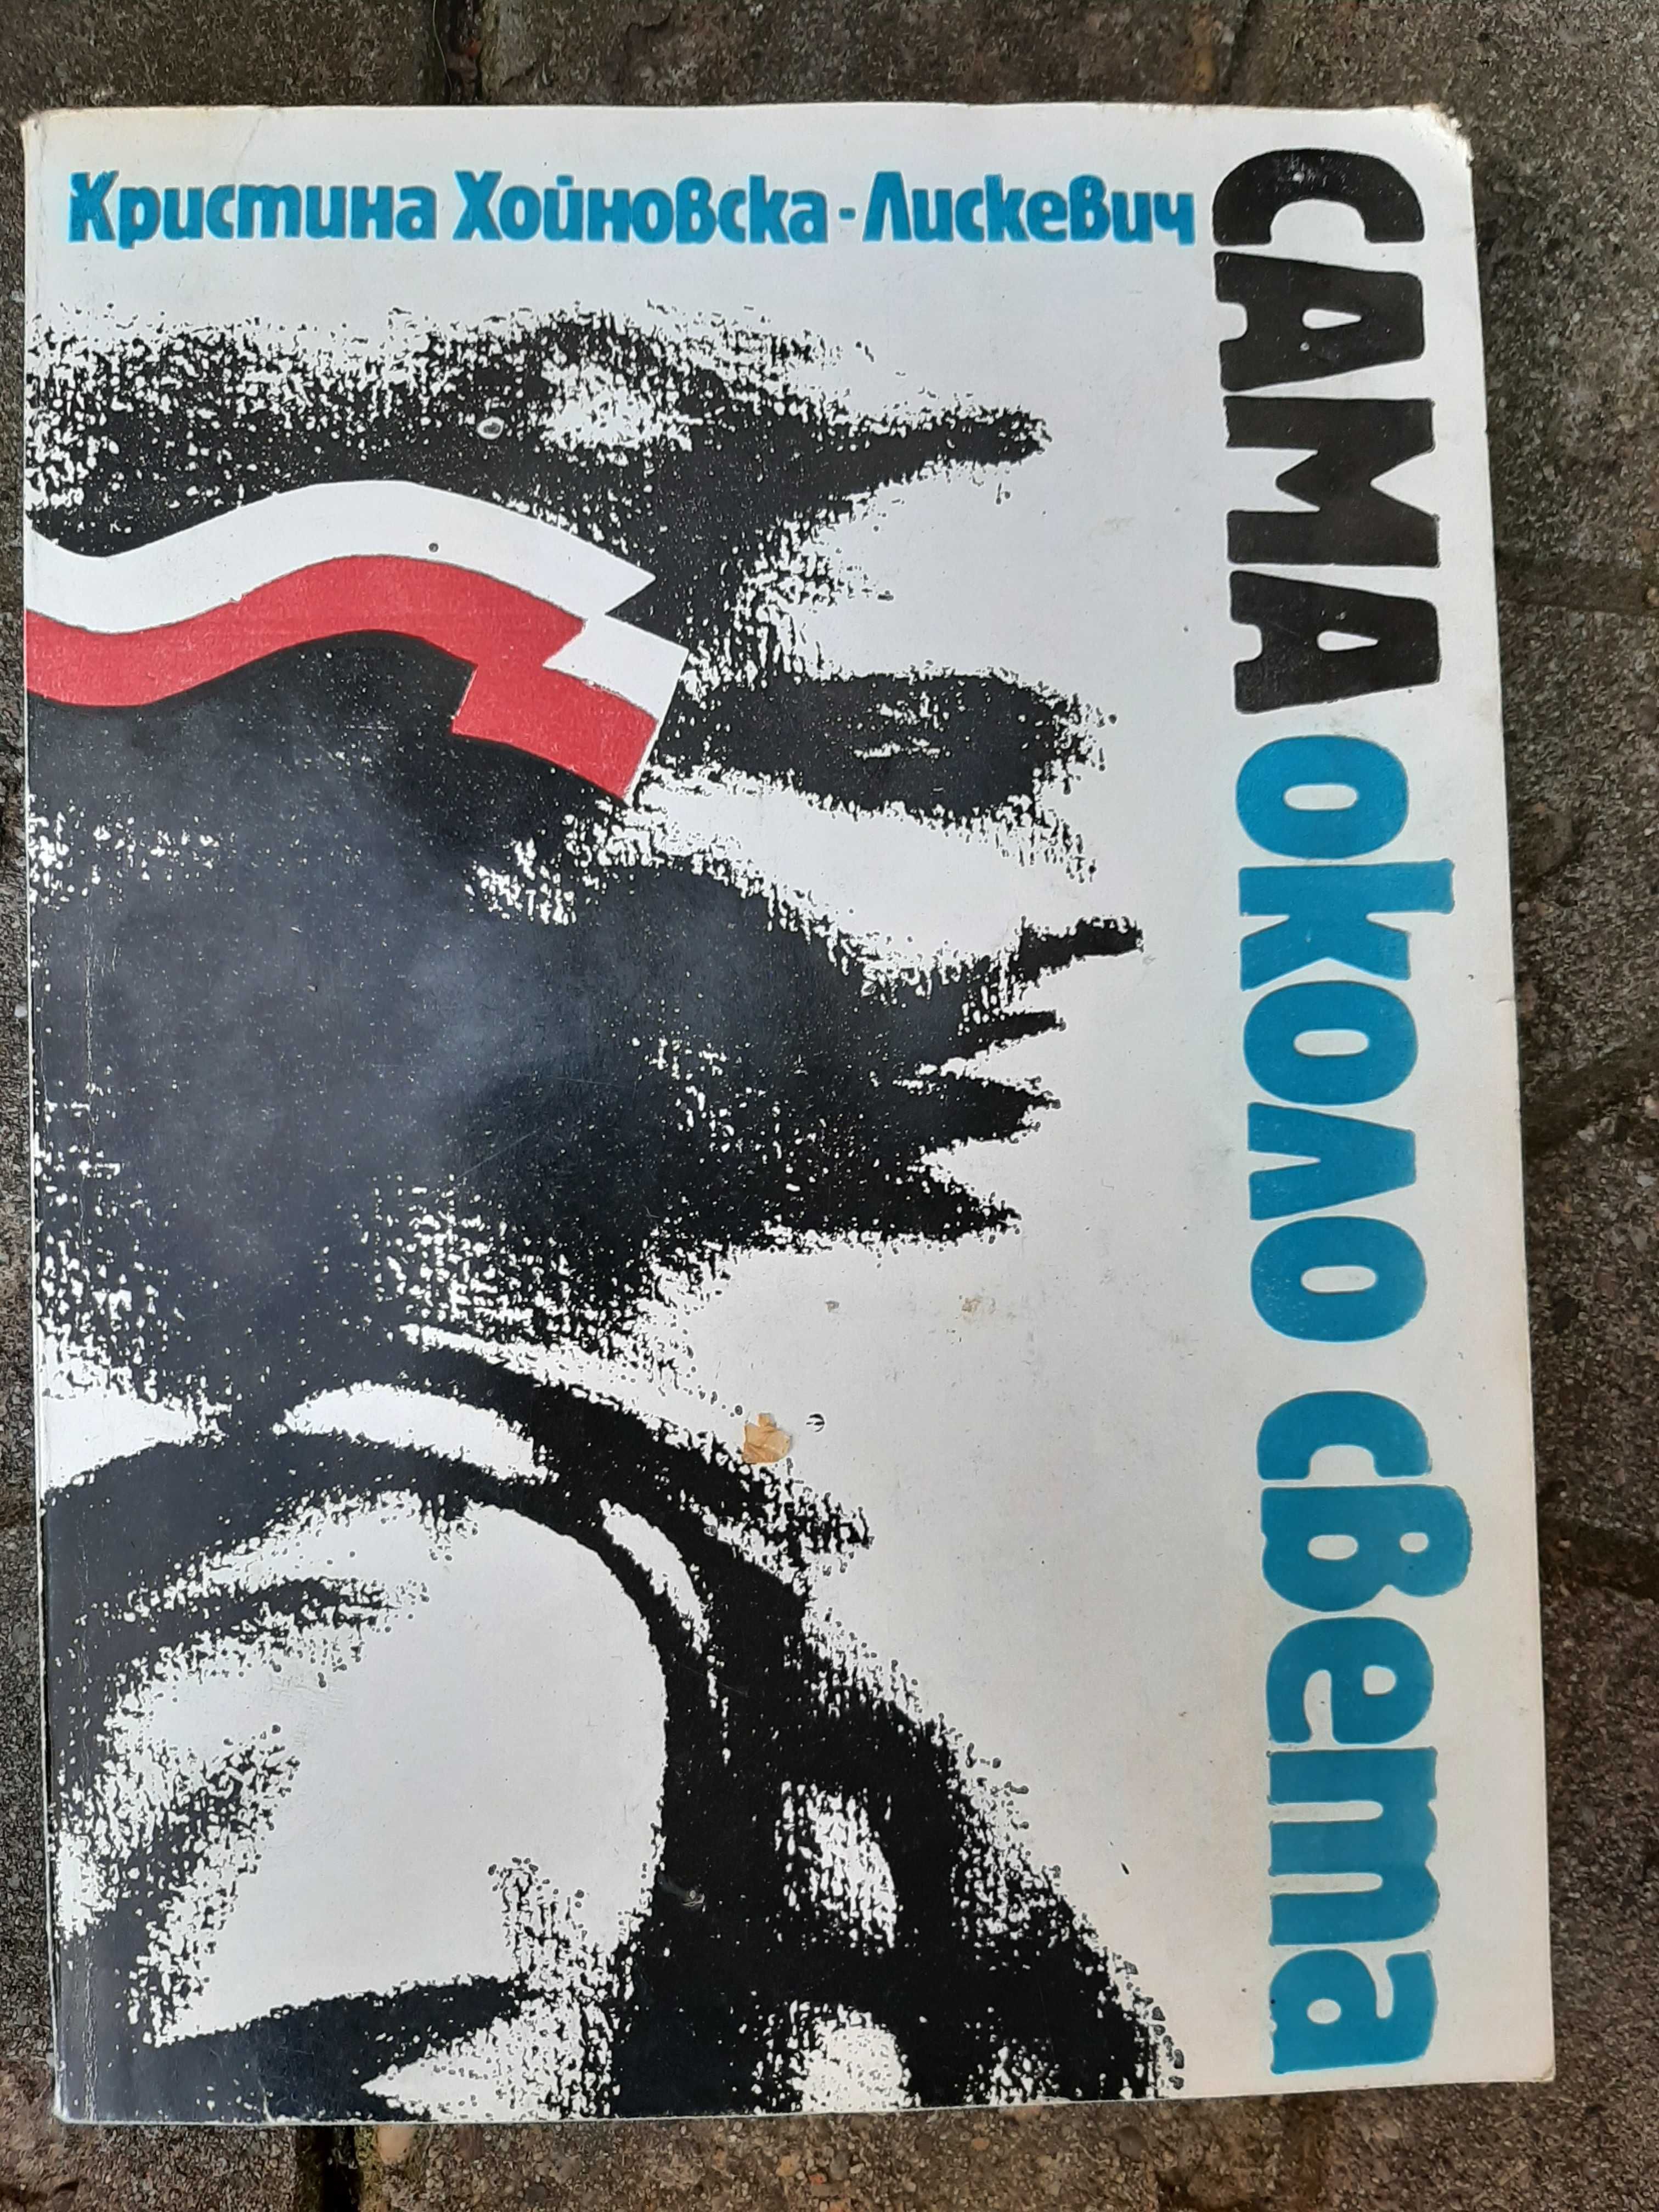 Кристина Хойновска-Лискевич
САМА около света